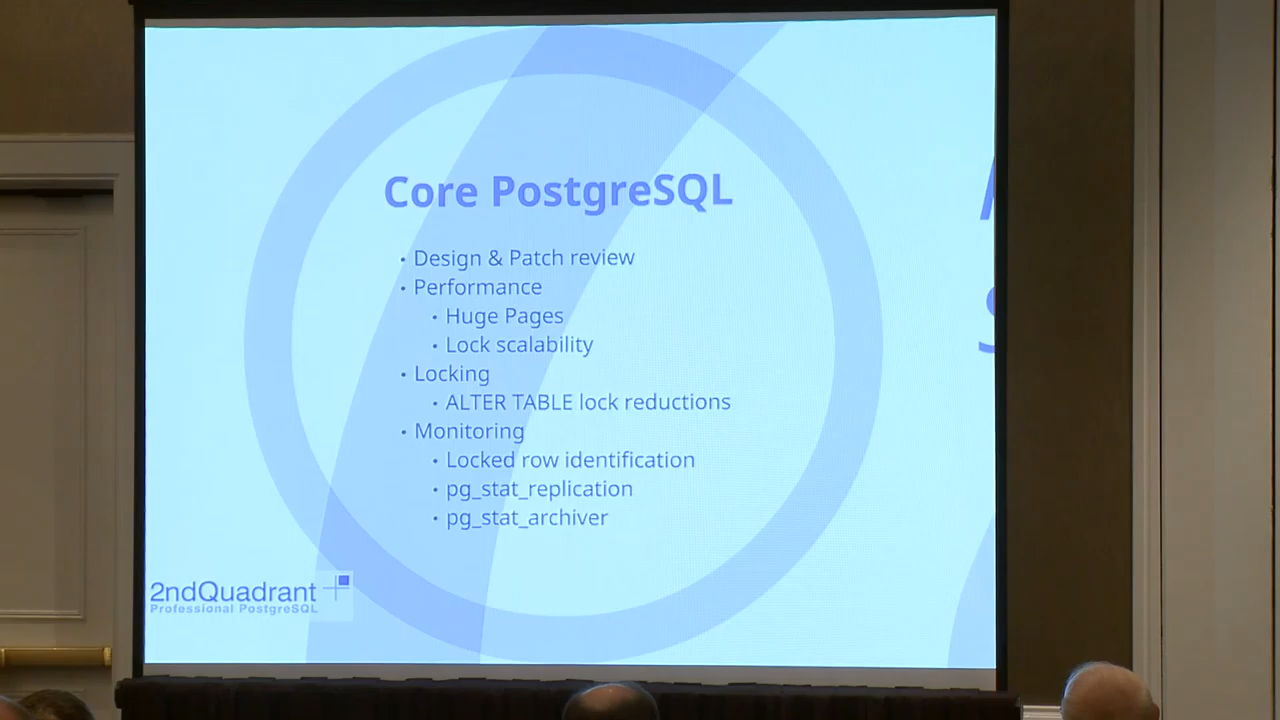 Core PostgreSQL
• Design & Patch review
• Performance
• Huge Pages
• Lock scalability
• Locking
• ALTER TABLE lock reductions
• Monitoring
• Locked row identification
• pg_stat_replication
• pg_stat_archiver
2ndQuadrant
Professional PostgreSQL